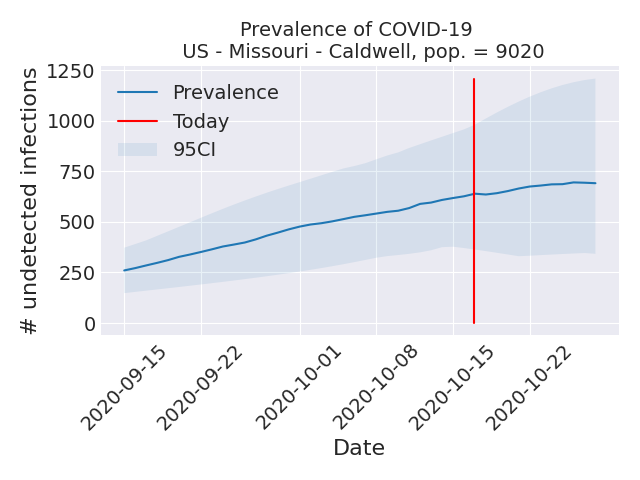 Prevalence of COVID-19
US - Missouri - Caldwell, pop. = 9020
# undetected infections
1250
1000
750
500
250
0
Prevalence
Today
95CI
2020-09-15
2020-09-22
2020-10-01
2020-10-08
2020-10-15
2020-10-22
Date